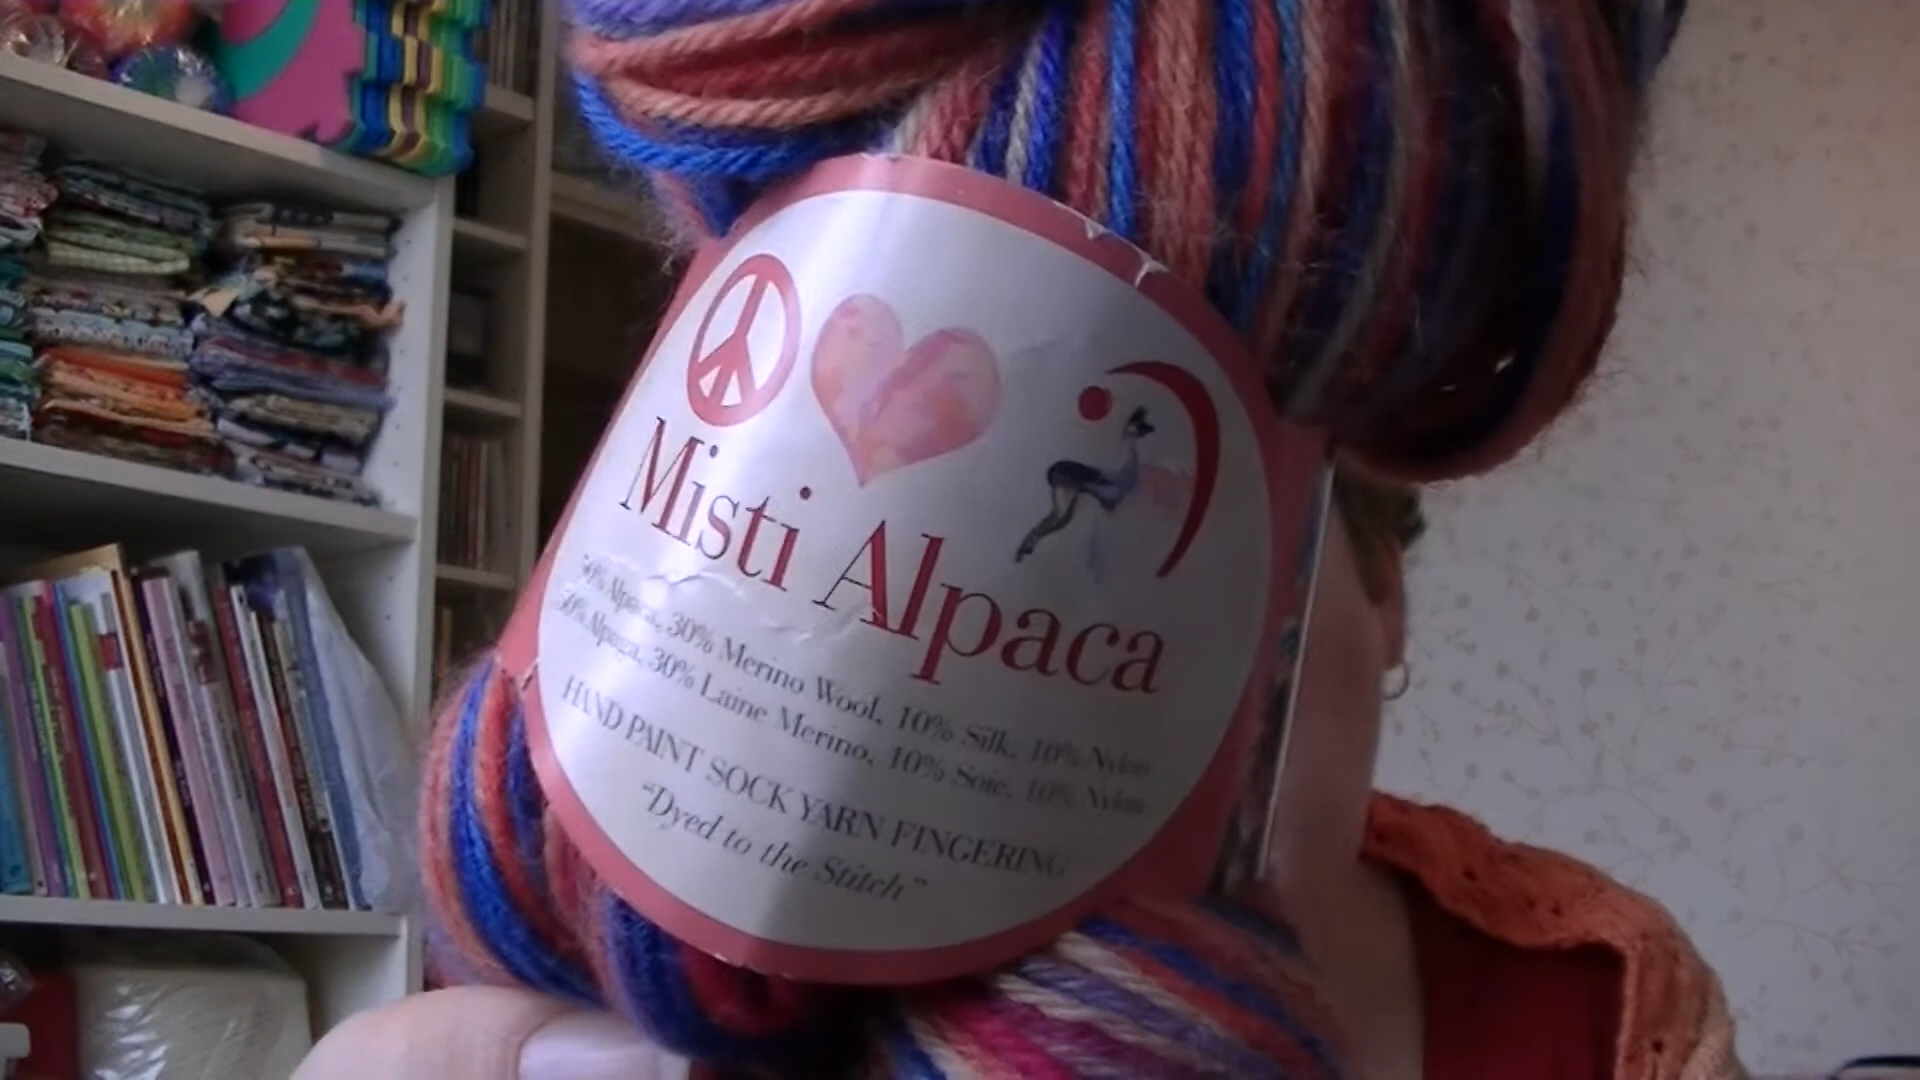 Misti Alpaca
50% Alpaca, 30% Merino Wool, 10% Silk, 10% Nylon
50% Alpaga, 30% Laine Merino, 10% Soie, 10% Nylon
HAND PAINT SOCK YARN FINGERING
"Dyed to the Stitch"